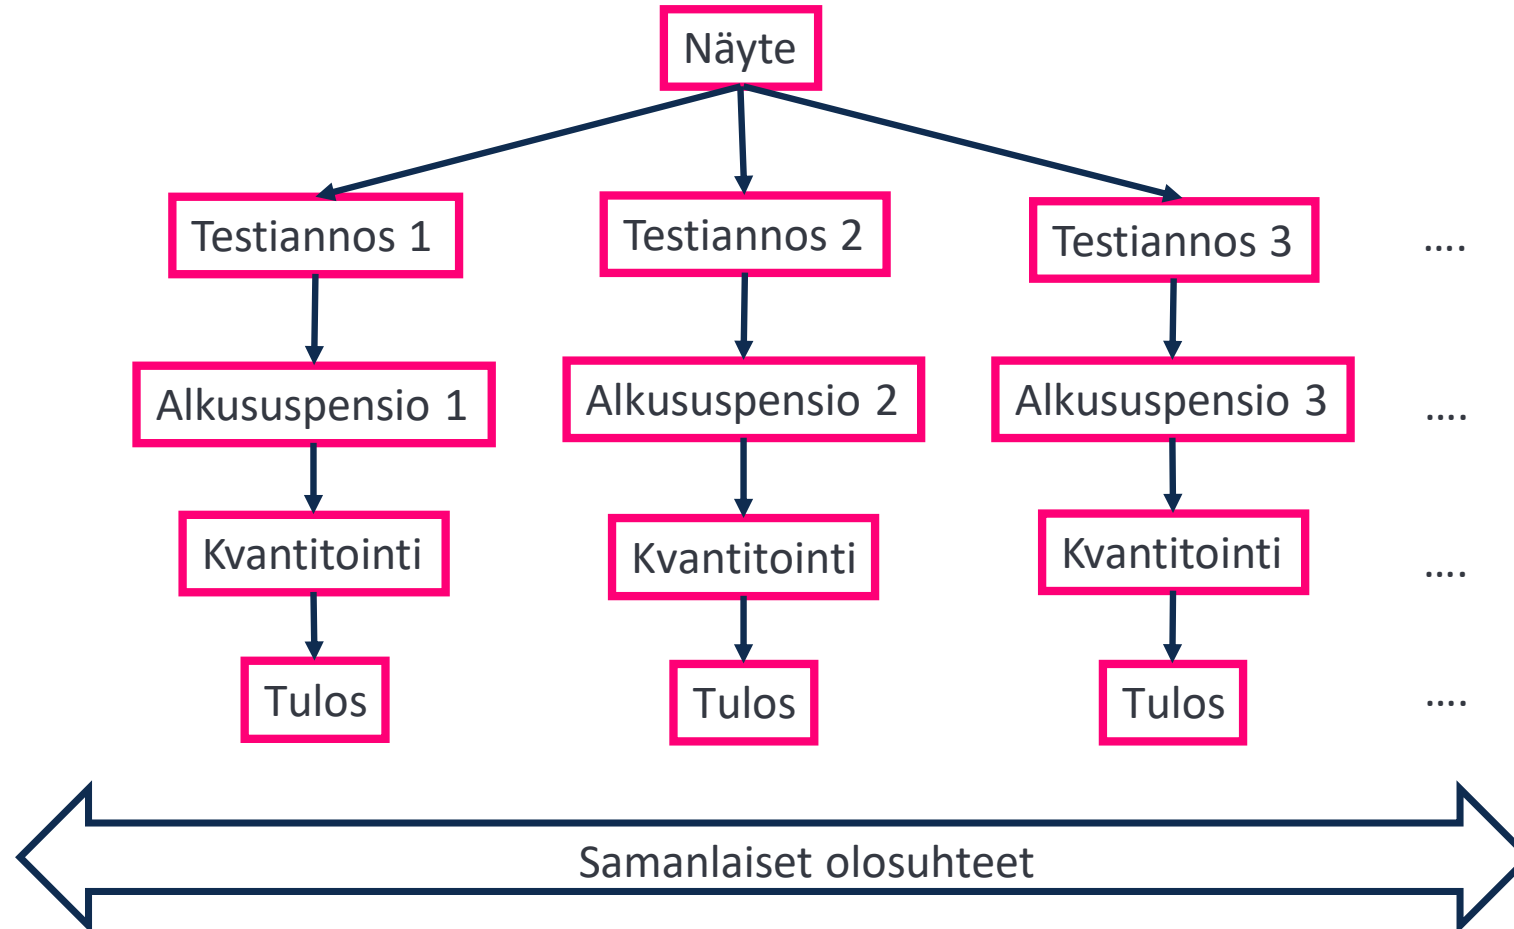 Näyte
Testiannos 1
Testiannos 2
Testiannos 3
....
Alkususpensio 1
Alkususpensio 2
Alkususpensio 3
....
Kvantitointi
Kvantitointi
Kvantitointi
....
Tulos
Tulos
Tulos
....
Samanlaiset olosuhteet